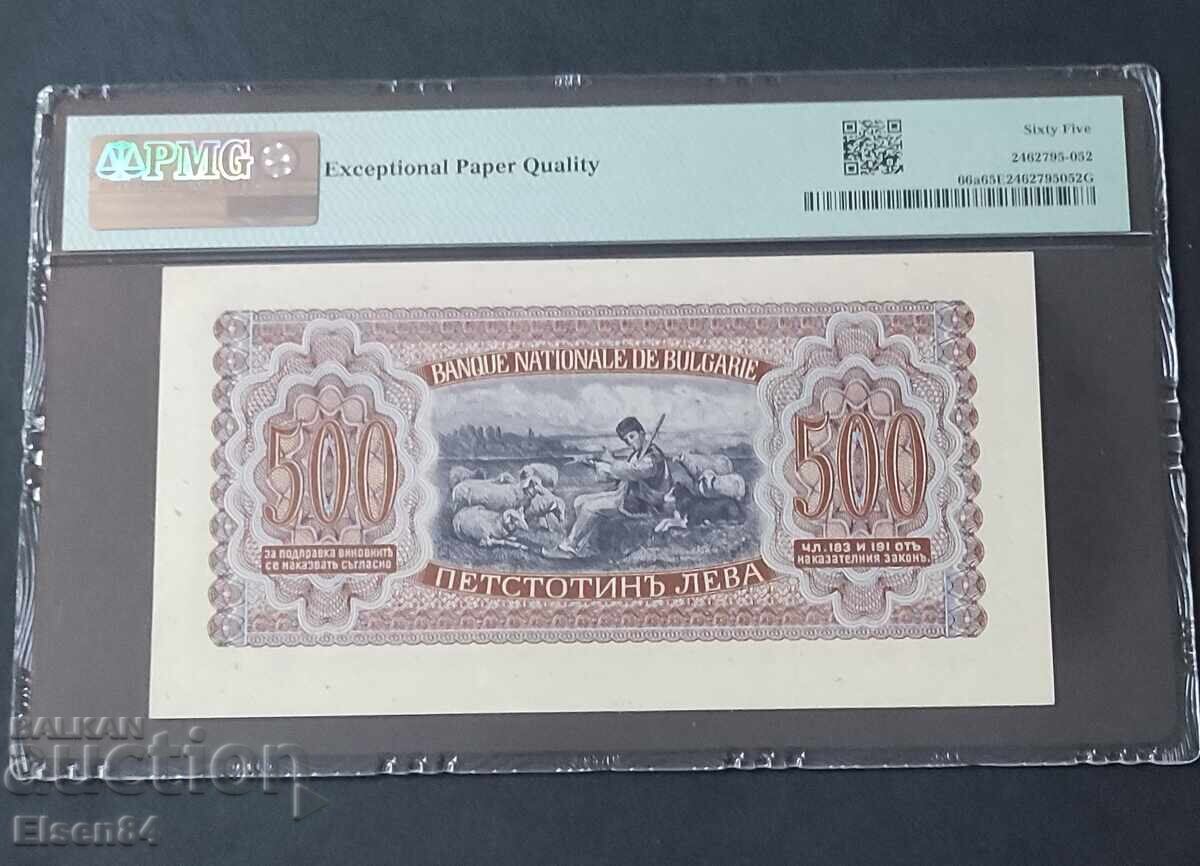 PMG
Exceptional Paper Quality
Sixty Five
2462795-052
66a65E2462795052G
BANQUE NATIONALE DE BULGARIE
500
500
за подправка виновнитѣ
се наказватъ съгласно
чл. 183 и 191 отъ
наказателния законъ.
ПЕТСТОТИНЪ ЛЕВА
BALKAN
auction
Elsen84